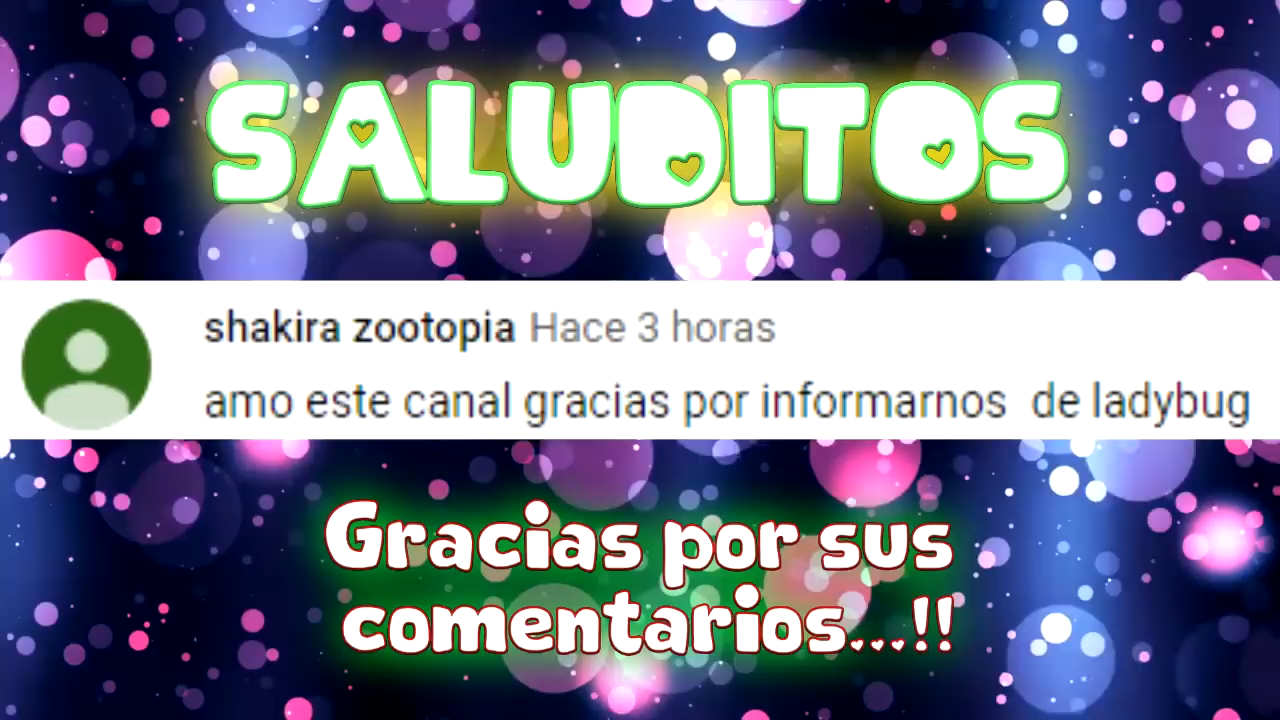 SALUDITOS
shakira zootopia Hace 3 horas
amo este canal gracias por informarnos  de ladybug
Gracias por sus
comentarios...!!